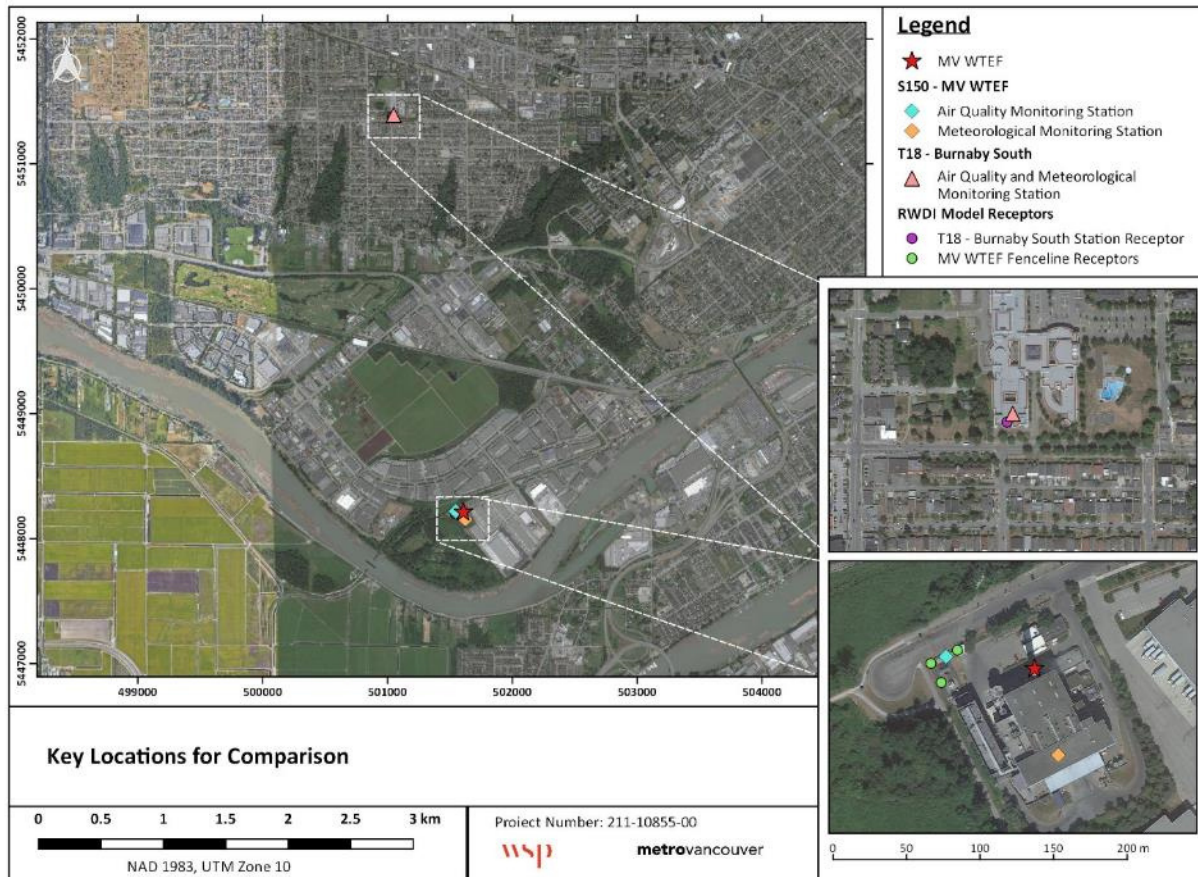 Legend
MV WTEF
S150 - MV WTEF
Air Quality Monitoring Station
Meteorological Monitoring Station
T18 - Burnaby South
Air Quality and Meteorological
Monitoring Station
RWDI Model Receptors
T18 - Burnaby South Station Receptor
MV WTEF Fenceline Receptors
5452000
5451000
5450000
5449000
5448000
5447000
499000 500000 501000 502000 503000 504000
Key Locations for Comparison
0 0.5 1 1.5 2 2.5 3 km
NAD 1983, UTM Zone 10
Project Number: 211-10855-00
wsp
metrovancouver
0 50 100 150 200 m